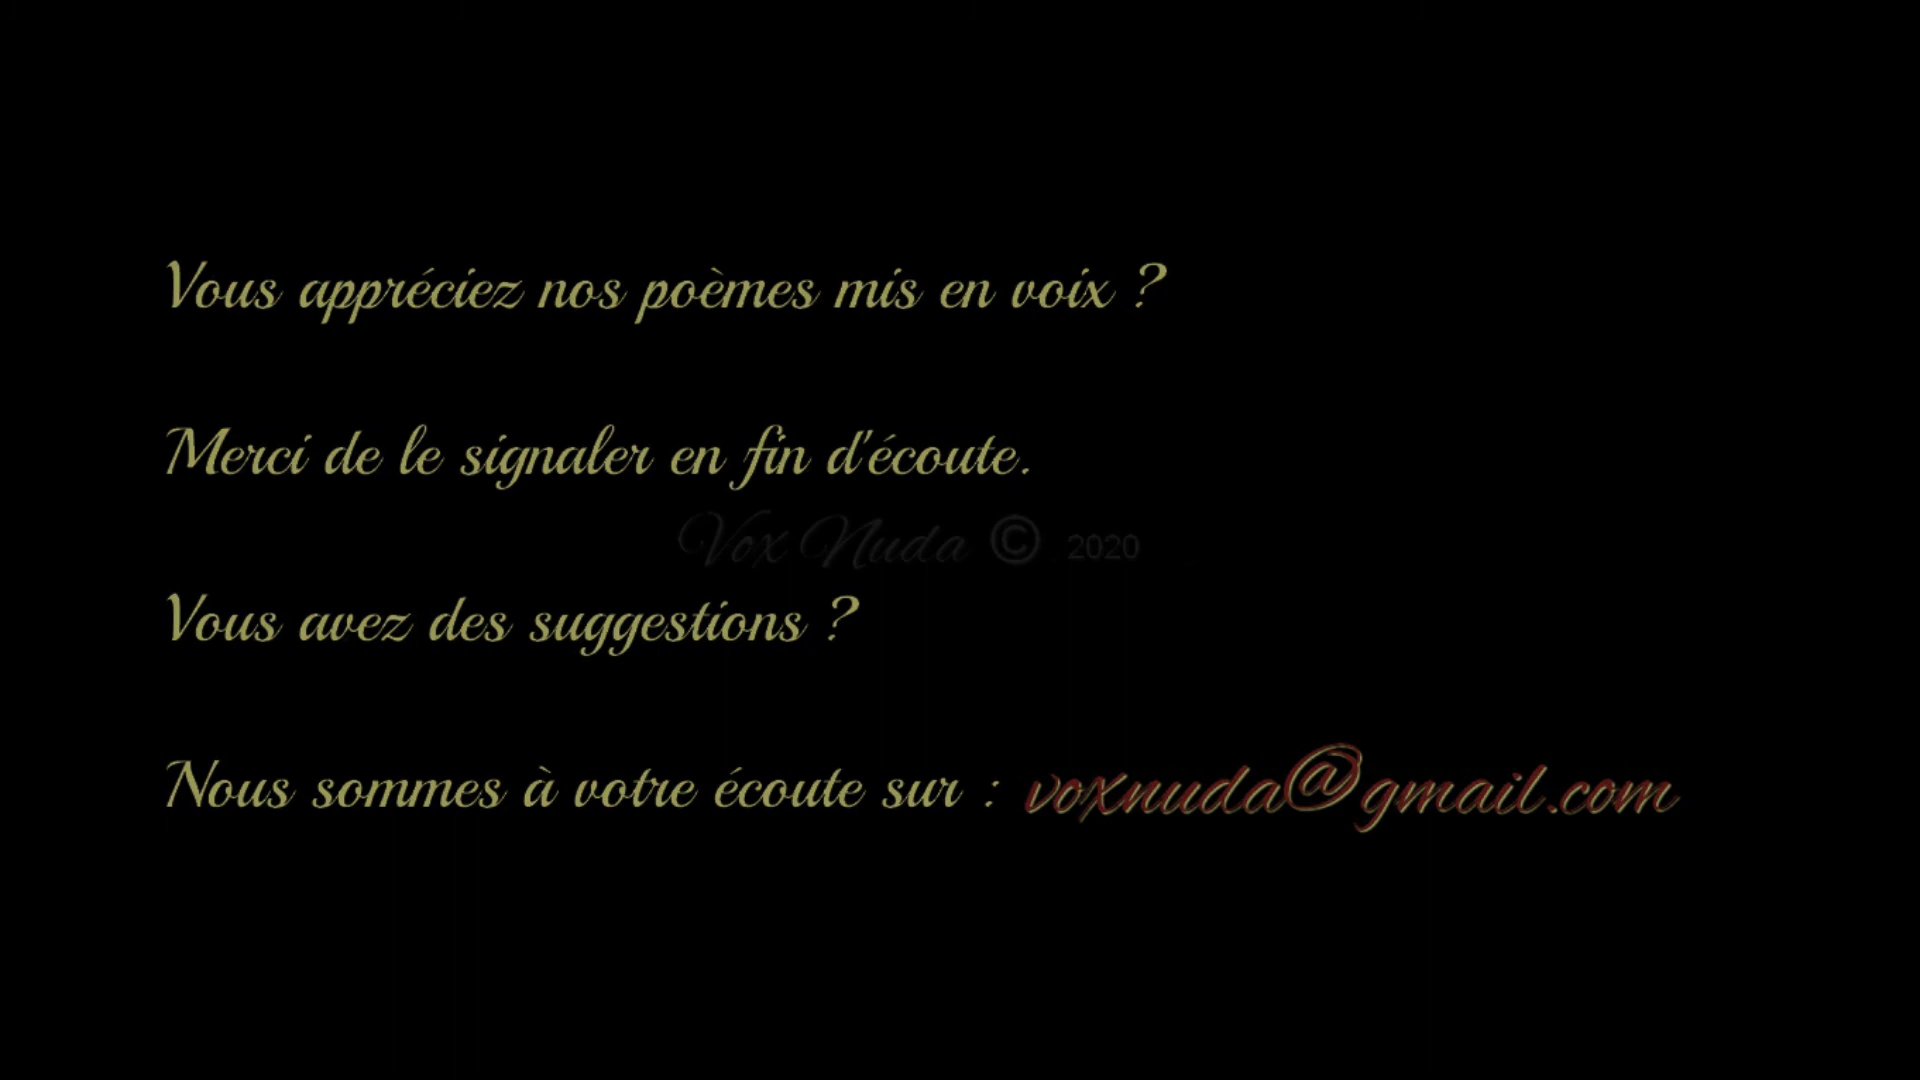 Vous appréciez nos poèmes mis en voix ?
Merci de le signaler en fin d'écoute.
Vox Nuda © 2020
Vous avez des suggestions ?
Nous sommes à votre écoute sur : voxnuda@gmail.com